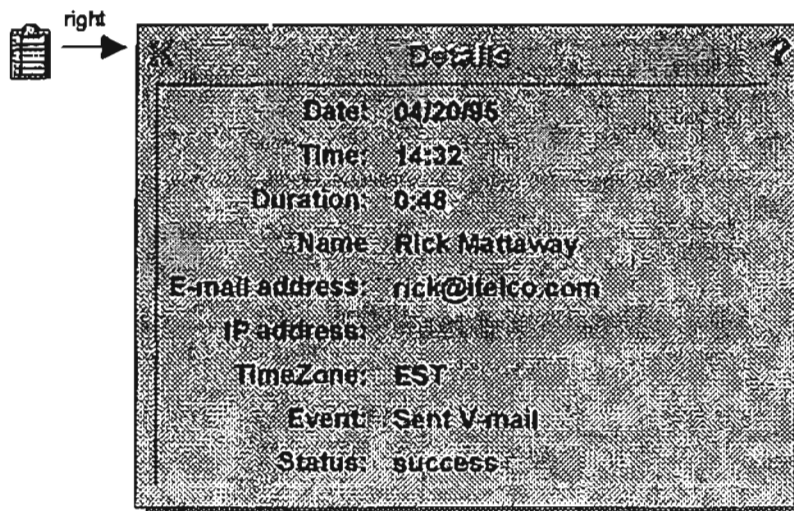 right
Details ?
Date: 04/20/95
Time: 14:32
Duration: 0:48
Name Rick Mattaway
E-mail address: rick@itelco.com
IP address:
TimeZone: EST
Event: Sent V-mail
Status: success